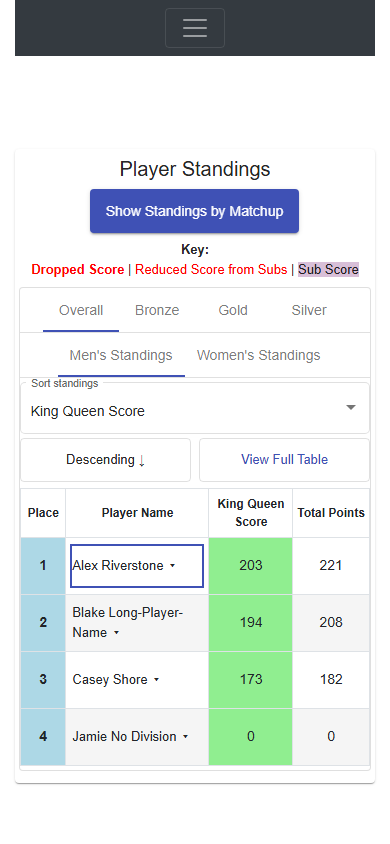 Player Standings
Show Standings by Matchup
Key:
Dropped Score | Reduced Score from Subs | Sub Score
Overall Bronze Gold Silver
Men's Standings Women's Standings
Sort standings
King Queen Score
Descending ↓ View Full Table
Place Player Name King Queen Score Total Points
1 Alex Riverstone 203 221
2 Blake Long-Player-Name 194 208
3 Casey Shore 173 182
4 Jamie No Division 0 0